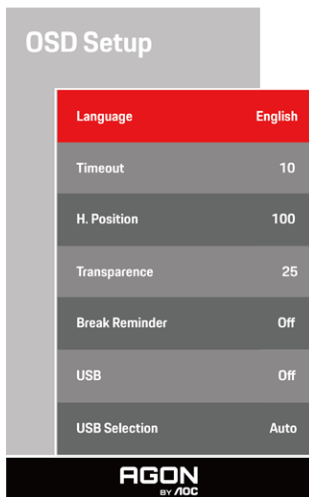 OSD Setup
Language English
Timeout 10
H. Position 100
Transparence 25
Break Reminder Off
USB Off
USB Selection Auto
AGON
BY AOC